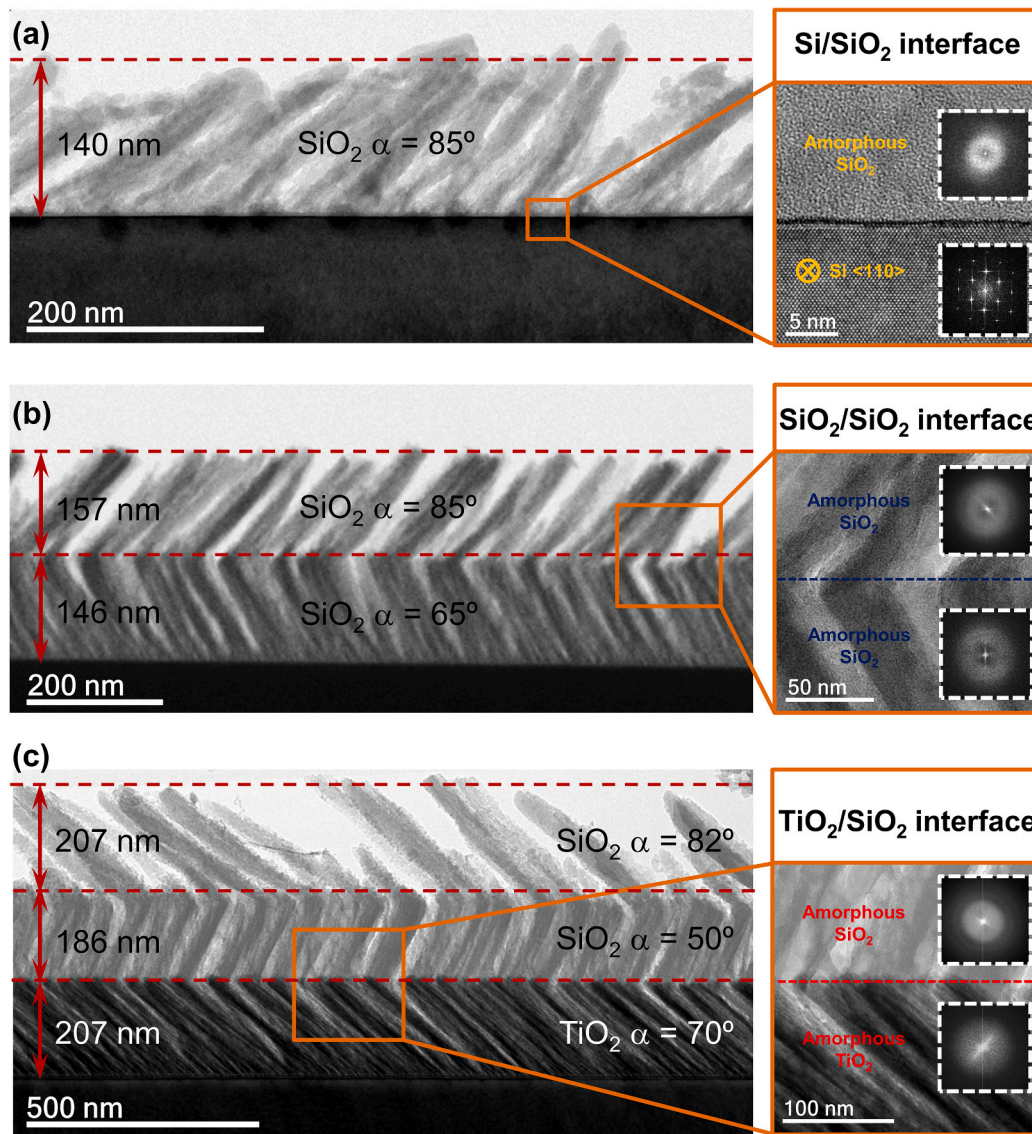 (a)
140 nm
SiO₂ α = 85º
200 nm
Si/SiO₂ interface
Amorphous
SiO₂
Si <110>
5 nm
(b)
157 nm
SiO₂ α = 85º
146 nm
SiO₂ α = 65º
200 nm
SiO₂/SiO₂ interface
Amorphous
SiO₂
Amorphous
SiO₂
50 nm
(c)
207 nm
SiO₂ α = 82º
186 nm
SiO₂ α = 50º
207 nm
TiO₂ α = 70º
500 nm
TiO₂/SiO₂ interface
Amorphous
SiO₂
Amorphous
TiO₂
100 nm